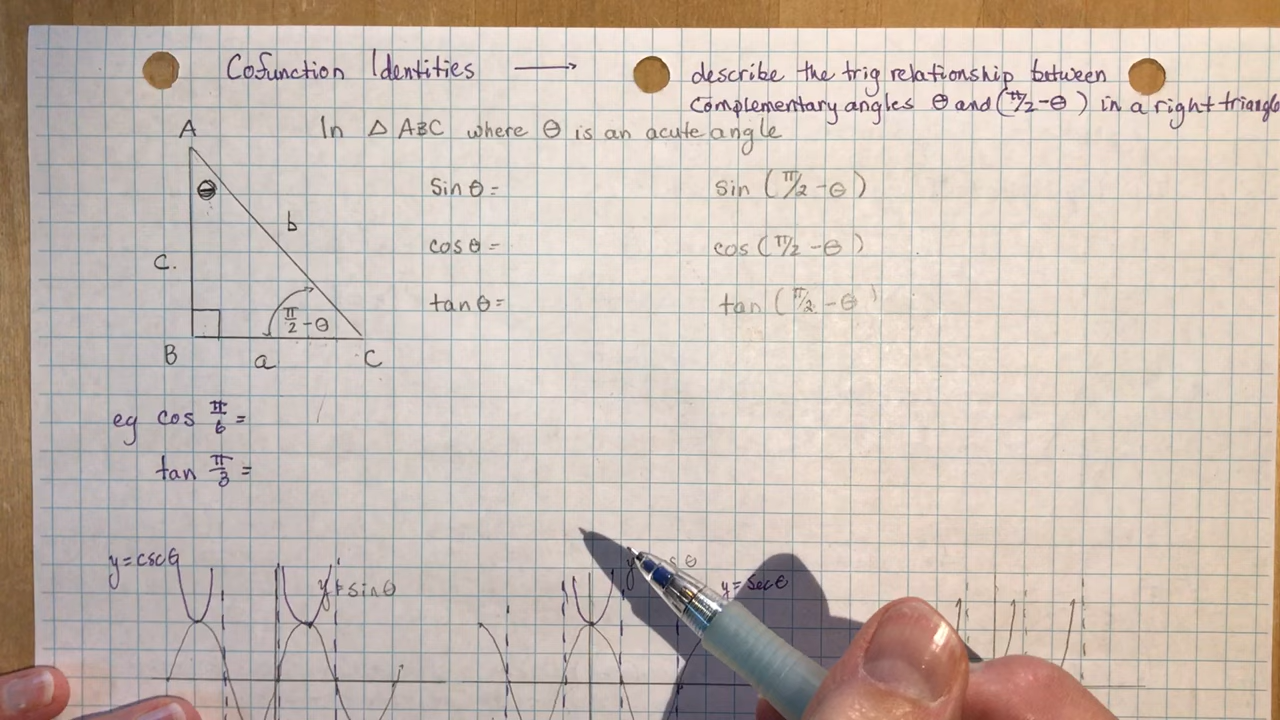 Cofunction Identities → describe the trig relationship between
complementary angles θ and (π/2 - θ) in a right triangle
In △ ABC where θ is an acute angle
A
θ
b
c.
π/2 - θ
B a C
sin θ = sin (π/2 - θ)
cos θ = cos (π/2 - θ)
tan θ = tan (π/2 - θ)
eg cos π/6 =
tan π/3 =
y = csc θ
y = sin θ
y = sec θ